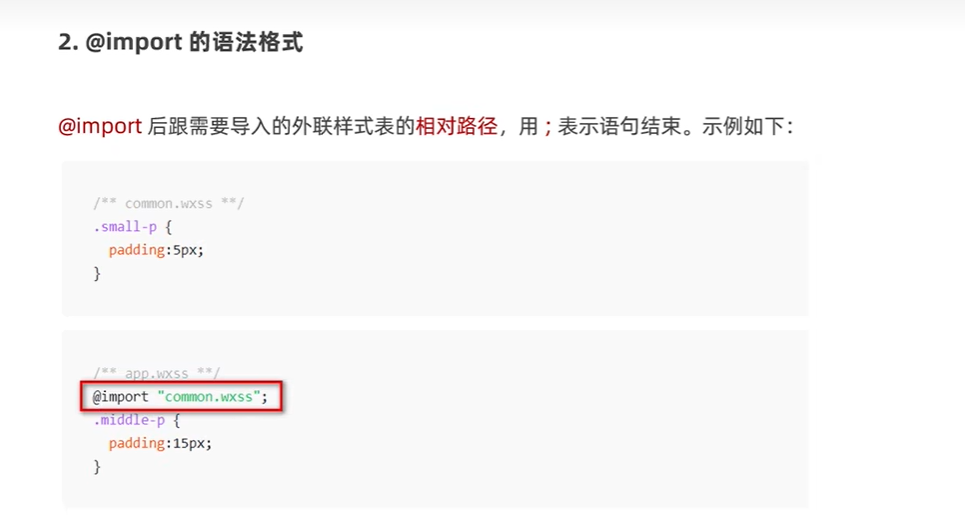 2. @import 的语法格式
@import 后跟需要导入的外联样式表的相对路径，用 ; 表示语句结束。示例如下：
/** common.wxss **/
.small-p {
  padding:5px;
}
/** app.wxss **/
@import "common.wxss";
.middle-p {
  padding:15px;
}